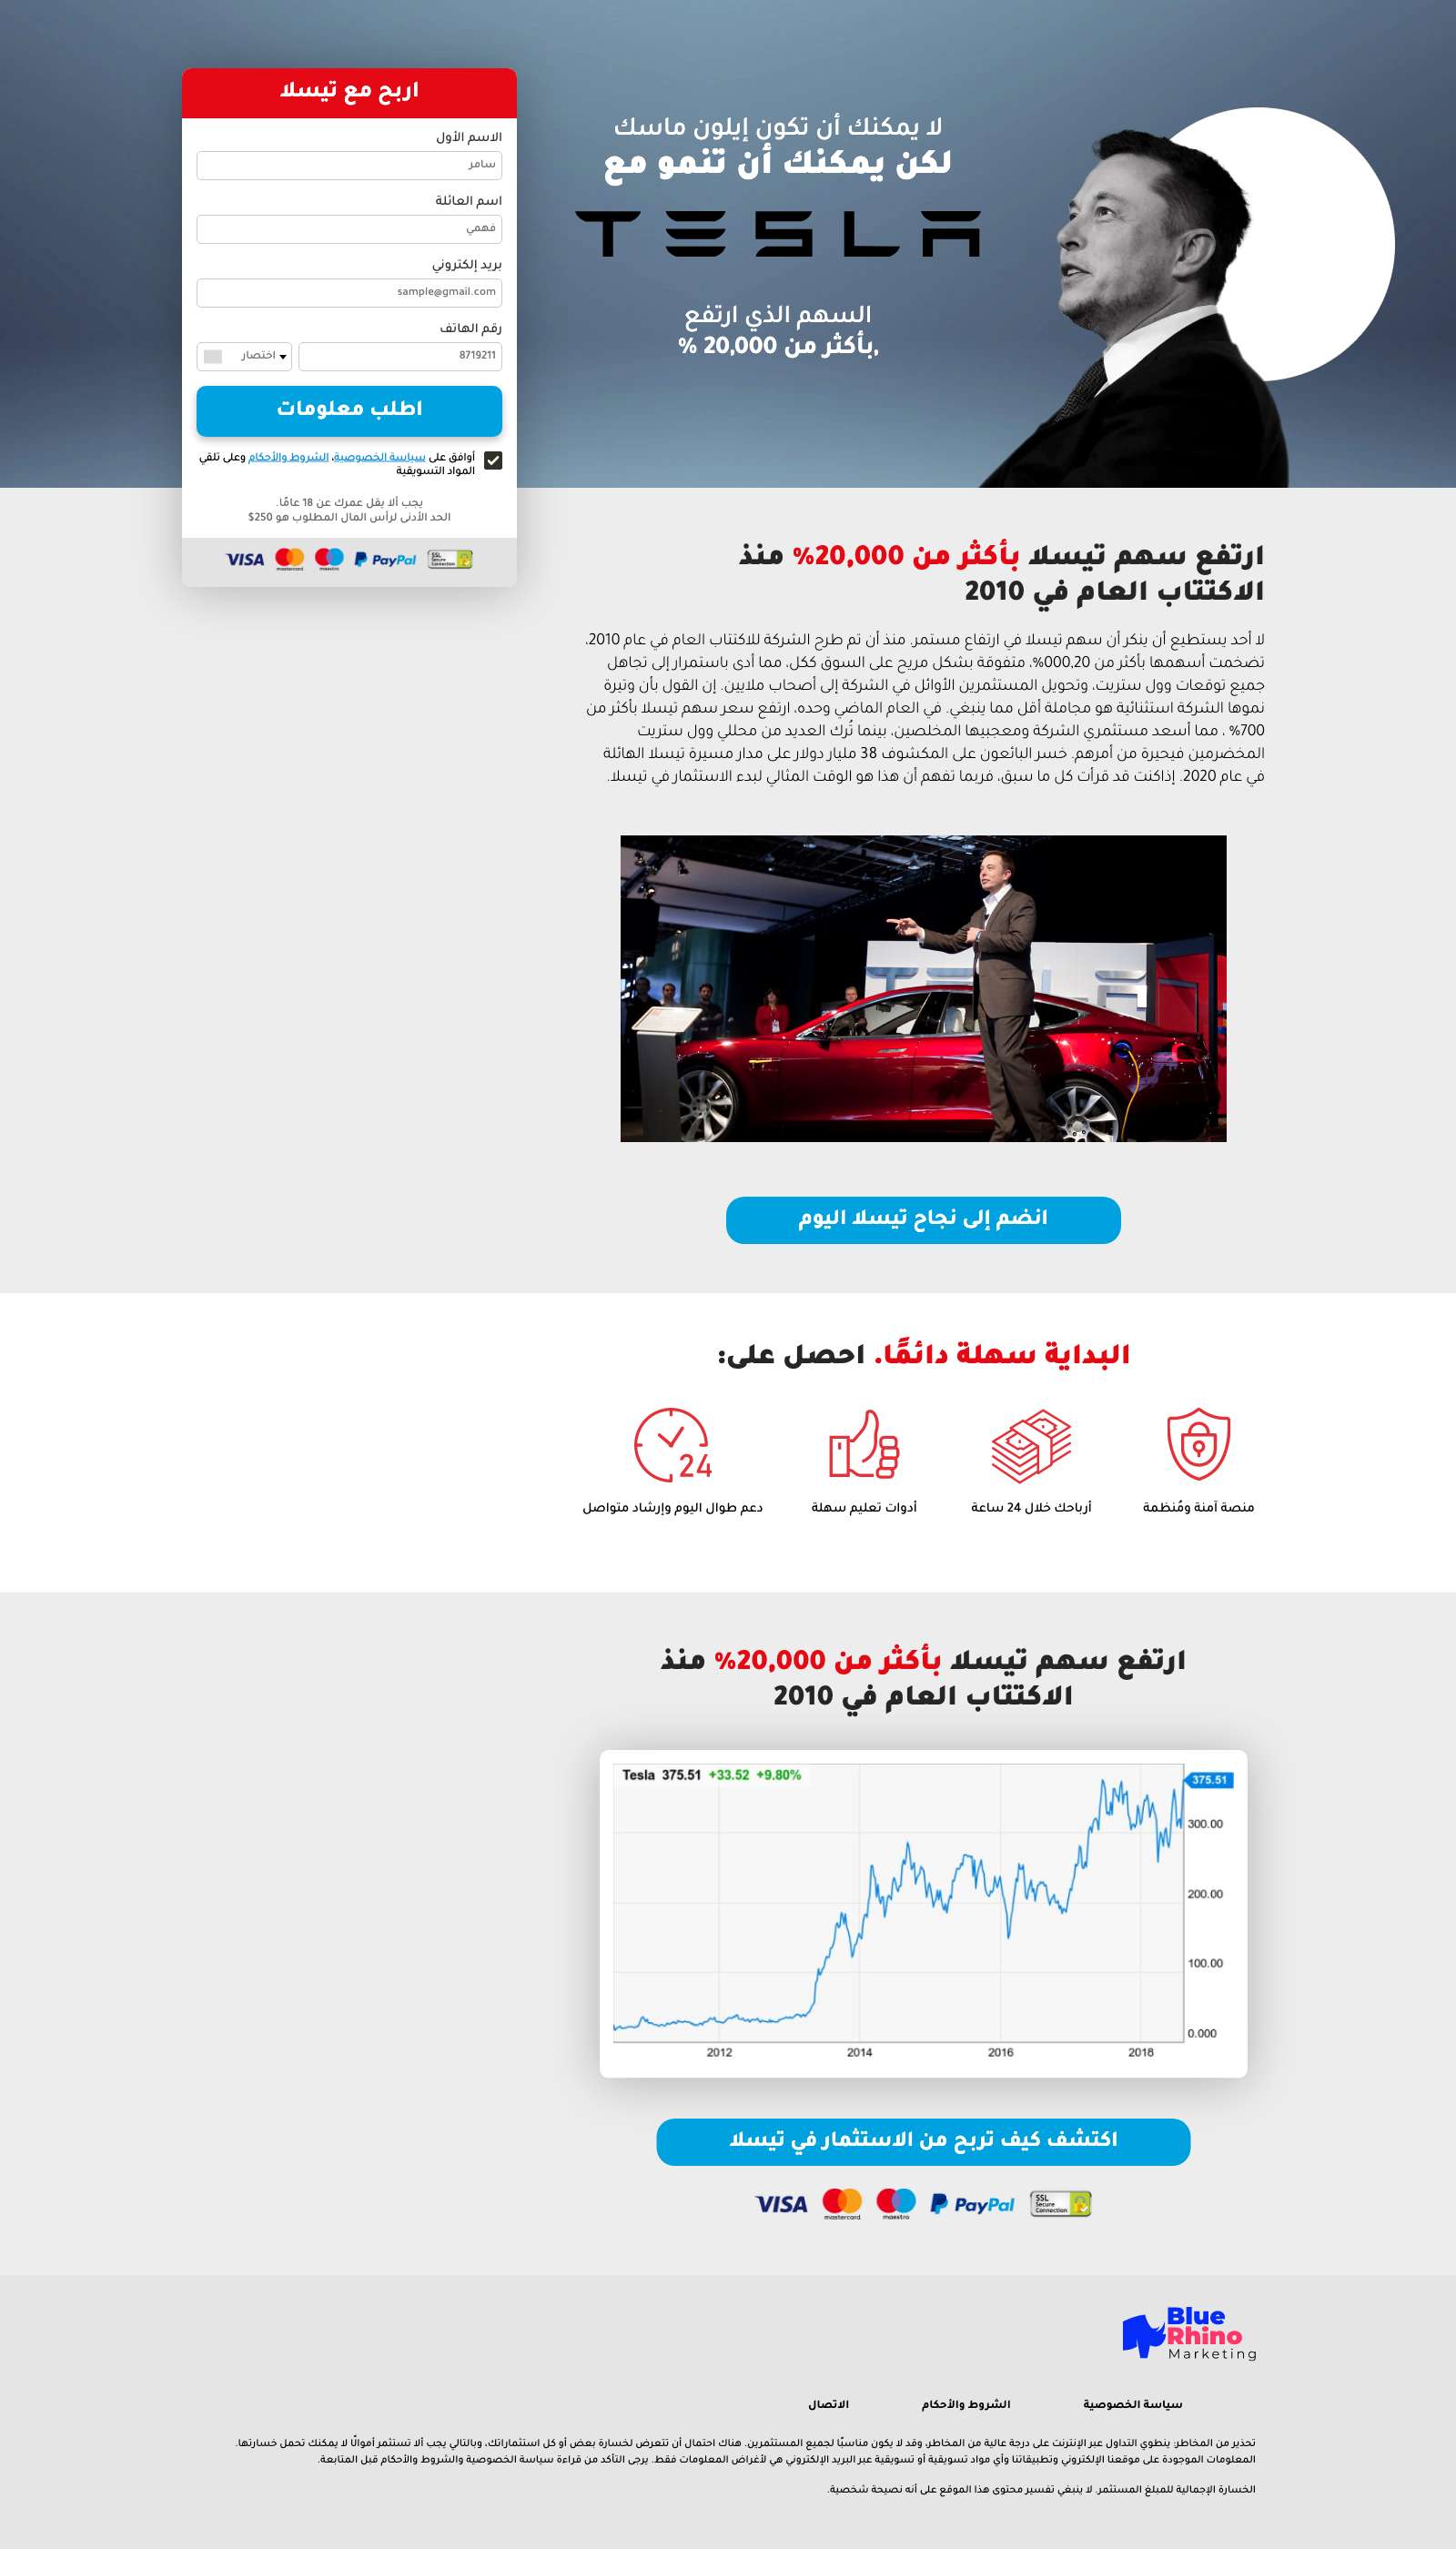 اربح مع تيسلا
الاسم الأول
سامر
اسم العائلة
فهمي
بريد إلكتروني
sample@gmail.com
رقم الهاتف
8719211
اختصار
اطلب معلومات
أوافق على سياسة الخصوصية، الشروط والأحكام وعلى تلقي
المواد التسويقية
يجب ألا يقل عمرك عن 18 عامًا.
الحد الأدنى لرأس المال المطلوب هو 250$
VISA mastercard maestro PayPal SSL Secure Connection
لا يمكنك أن تكون إيلون ماسك
لكن يمكنك أن تنمو مع
TESLA
السهم الذي ارتفع
بأكثر من 20,000 %,
ارتفع سهم تيسلا بأكثر من 20,000% منذ
الاكتتاب العام في 2010
لا أحد يستطيع أن ينكر أن سهم تيسلا في ارتفاع مستمر. منذ أن تم طرح الشركة للاكتتاب العام في عام 2010،
تضخمت أسهمها بأكثر من 000,20%، متفوقة بشكل مريح على السوق ككل، مما أدى باستمرار إلى تجاهل
جميع توقعات وول ستريت، وتحويل المستثمرين الأوائل في الشركة إلى أصحاب ملايين. إن القول بأن وتيرة
نموها الشركة استثنائية هو مجاملة أقل مما ينبغي. في العام الماضي وحده، ارتفع سعر سهم تيسلا بأكثر من
700% ، مما أسعد مستثمري الشركة ومعجبيها المخلصين، بينما تُرك العديد من محللي وول ستريت
المخضرمين فيحيرة من أمرهم. خسر البائعون على المكشوف 38 مليار دولار على مدار مسيرة تيسلا الهائلة
في عام 2020. إذاكنت قد قرأت كل ما سبق، فربما تفهم أن هذا هو الوقت المثالي لبدء الاستثمار في تيسلا.
انضم إلى نجاح تيسلا اليوم
البداية سهلة دائمًا. احصل على:
24
منصة آمنة ومُنظمة
أرباحك خلال 24 ساعة
أدوات تعليم سهلة
دعم طوال اليوم وإرشاد متواصل
ارتفع سهم تيسلا بأكثر من 20,000% منذ
الاكتتاب العام في 2010
Tesla 375.51 +33.52 +9.80%
375.51
300.00
200.00
100.00
0.000
2012 2014 2016 2018
اكتشف كيف تربح من الاستثمار في تيسلا
VISA mastercard maestro PayPal SSL Secure Connection
Blue
Rhino
Marketing
سياسة الخصوصية
الشروط والأحكام
الاتصال
تحذير من المخاطر: ينطوي التداول عبر الإنترنت على درجة عالية من المخاطر، وقد لا يكون مناسبًا لجميع المستثمرين. هناك احتمال أن تتعرض لخسارة بعض أو كل استثماراتك، وبالتالي يجب ألا تستثمر أموالًا لا يمكنك تحمل خسارتها.
المعلومات الموجودة على موقعنا الإلكتروني وتطبيقاتنا وأي مواد تسويقية أو تسويقية عبر البريد الإلكتروني هي لأغراض المعلومات فقط. يرجى التأكد من قراءة سياسة الخصوصية والشروط والأحكام قبل المتابعة.
الخسارة الإجمالية للمبلغ المستثمر. لا ينبغي تفسير محتوى هذا الموقع على أنه نصيحة شخصية.